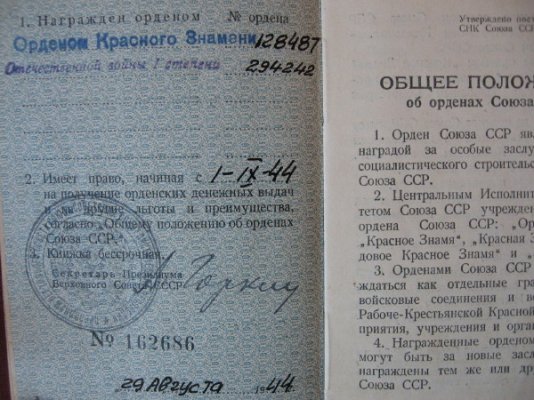 1. Награжден орденом № ордена
Орденом Красного Знамени 128487
Отечественной войны I степени 294242
2. Имеет право, начиная с 1-IX-44
на получение орденских денежных выдач
и на другие льготы и преимущества,
согласно „Общему положению об орденах
Союза ССР."
3. Книжка бессрочная.
Секретарь Президиума
Верховного Совета СССР
№ 162686
29 Августа 1944
Утверждено
СНК Союза СС
ОБЩЕЕ ПОЛОЖ
об орденах Союза
1. Орден Союза ССР яв
наградой за особые заслу
социалистического строитель
Союза ССР.
2. Центральным Исполнит
тетом Союза ССР учрежден
ордена Союза ССР: „Ор
„Красное Знамя", „Красная З
довое Красное Знамя" и „
3. Орденами Союза ССР
ждаться как отдельные гра
войсковые соединения и в
Рабоче-Крестьянской Красной
приятия, учреждения и орган
4. Награжденные орденом
могут быть за новые засл
награждены тем же или др
Союза ССР.